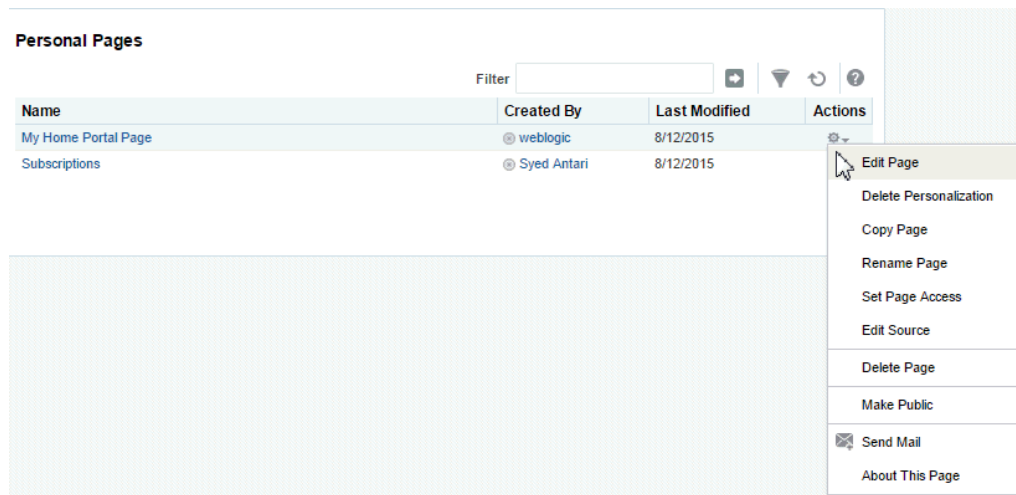 Personal Pages
Filter
Name Created By Last Modified Actions
My Home Portal Page weblogic 8/12/2015
Subscriptions Syed Antari 8/12/2015
Edit Page
Delete Personalization
Copy Page
Rename Page
Set Page Access
Edit Source
Delete Page
Make Public
Send Mail
About This Page